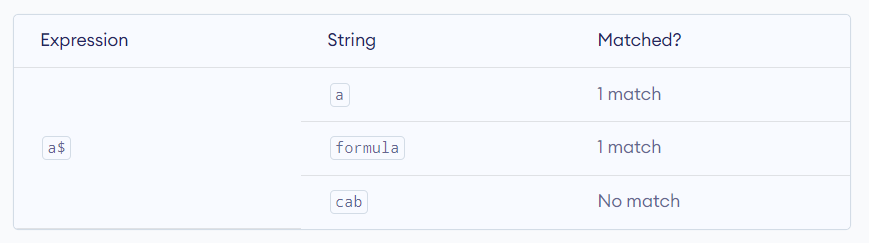 Expression String Matched?
a 1 match
a$ formula 1 match
cab No match